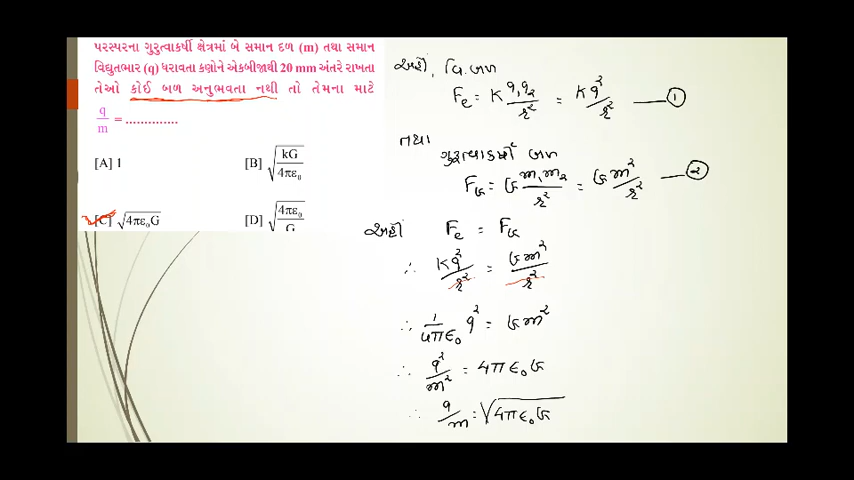 પરસ્પરના ગુરુત્વાકર્ષી ક્ષેત્રમાં બે સમાન દળ (m) તથા સમાન
વિદ્યુતભાર (q) ધરાવતા કણોને એકબીજાથી 20 mm અંતરે રાખતા
તેઓ કોઈ બળ અનુભવતા નથી તો તેમના માટે
q/m = ..............
[A] 1
[B] √(kG/4πε₀)
[C] √(4πε₀G)
[D] √(4πε₀/G)
અહીં, વિ.બળ
Fe = K q₁q₂/r² = Kq²/r² —— ①
તથા
ગુરુત્વાકર્ષી બળ
FG = G m₁m₂/r² = Gm²/r² —— ②
અહીં Fe = FG
∴ Kq²/r² = Gm²/r²
∴ 1/4πε₀ q² = Gm²
∴ q²/m² = 4πε₀G
∴ q/m = √4πε₀G